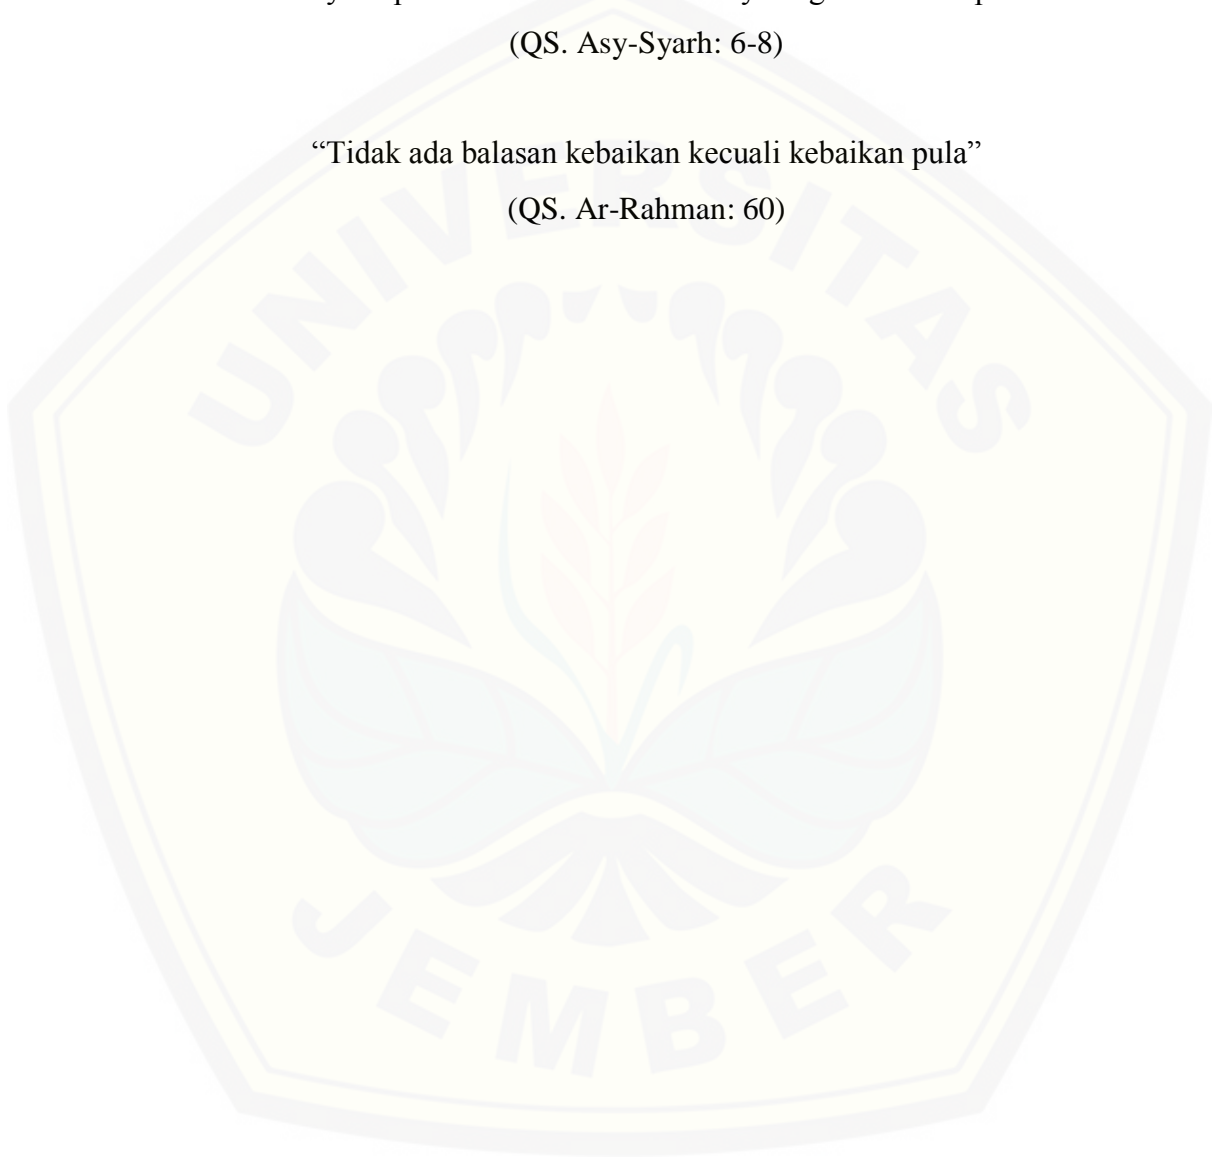 (QS. Asy-Syarh: 6-8)
“Tidak ada balasan kebaikan kecuali kebaikan pula”
(QS. Ar-Rahman: 60)
UNIVERSITAS
JEMBER